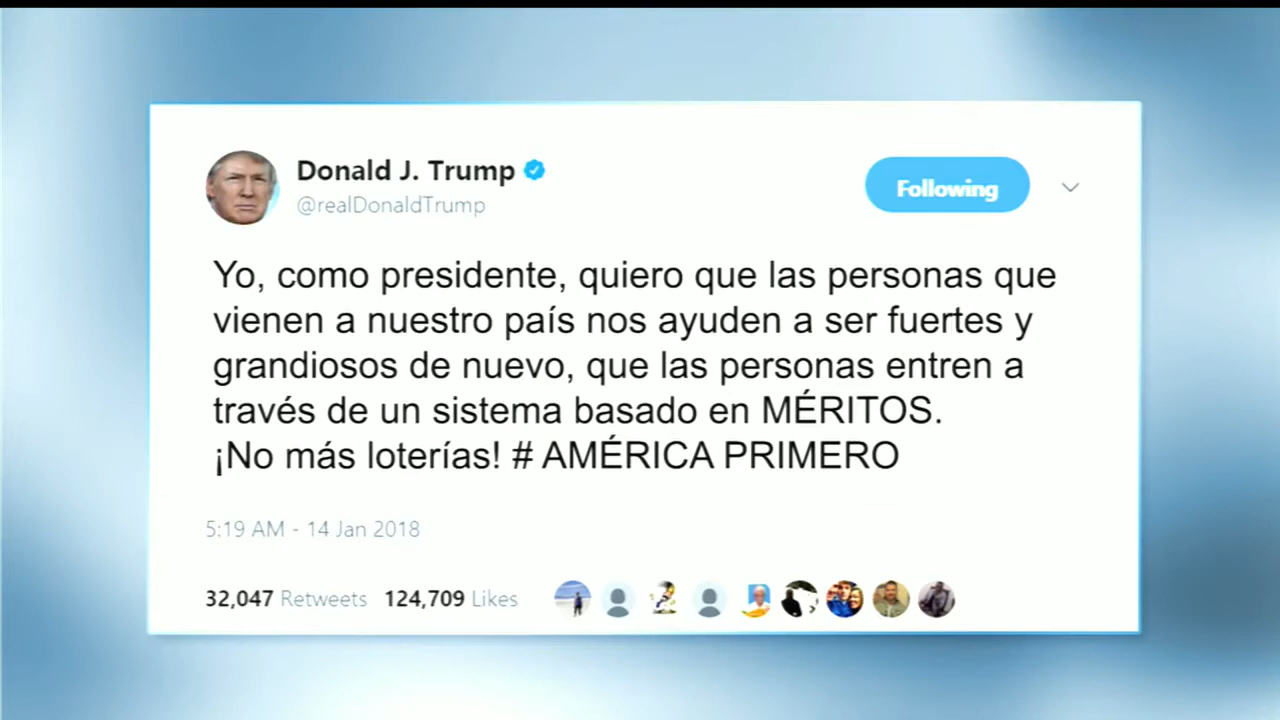 Donald J. Trump
@realDonaldTrump
Following
Yo, como presidente, quiero que las personas que
vienen a nuestro país nos ayuden a ser fuertes y
grandiosos de nuevo, que las personas entren a
través de un sistema basado en MÉRITOS.
¡No más loterías! # AMÉRICA PRIMERO
5:19 AM - 14 Jan 2018
32,047 Retweets 124,709 Likes